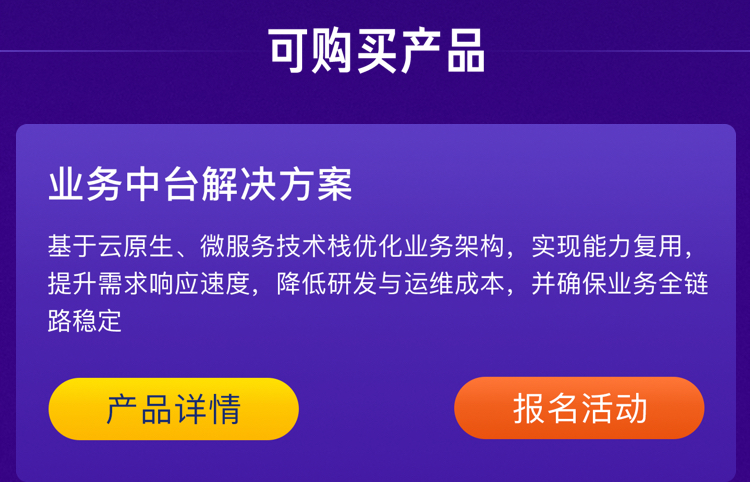 可购买产品
业务中台解决方案
基于云原生、微服务技术栈优化业务架构，实现能力复用，
提升需求响应速度，降低研发与运维成本，并确保业务全链
路稳定
产品详情
报名活动